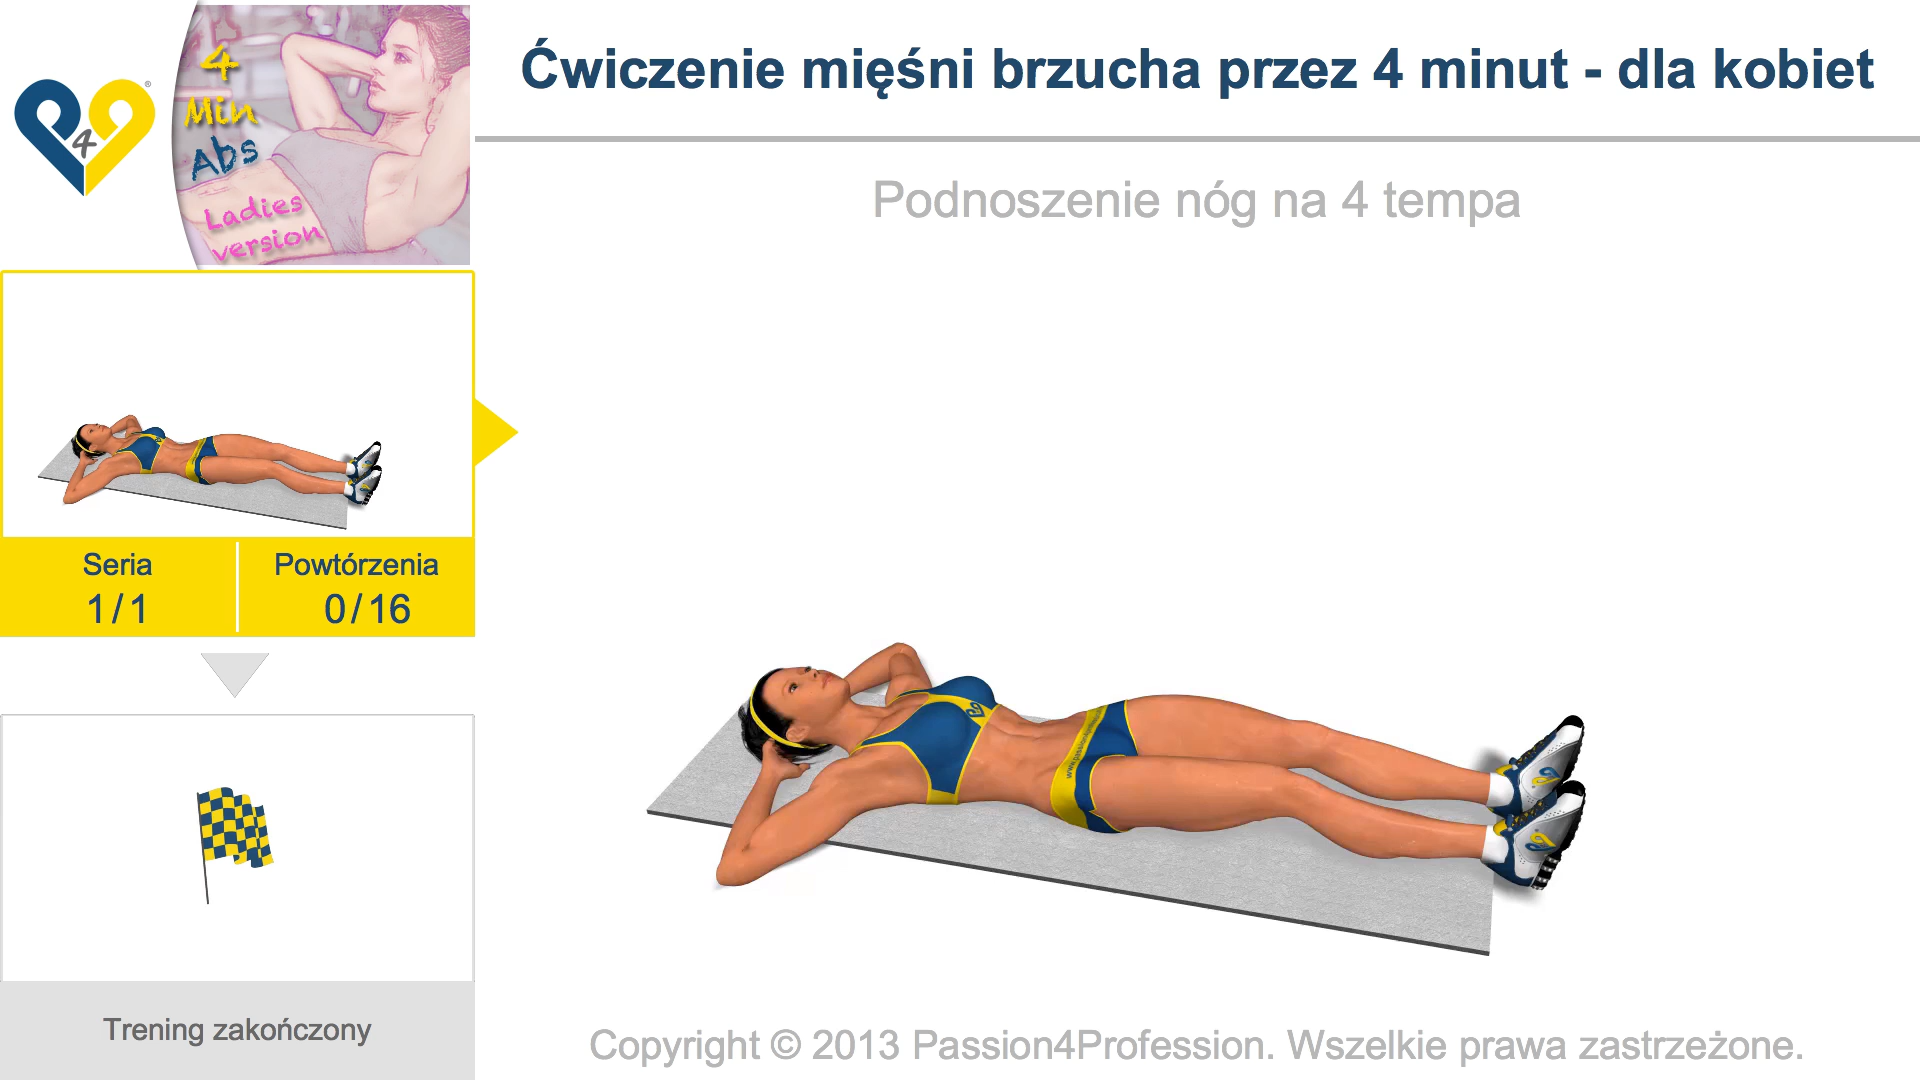 4
4
Min
Abs
Ladies
version
Ćwiczenie mięśni brzucha przez 4 minut - dla kobiet
Podnoszenie nóg na 4 tempa
Seria
Powtórzenia
1/1
0/16
Trening zakończony
Copyright © 2013 Passion4Profession. Wszelkie prawa zastrzeżone.